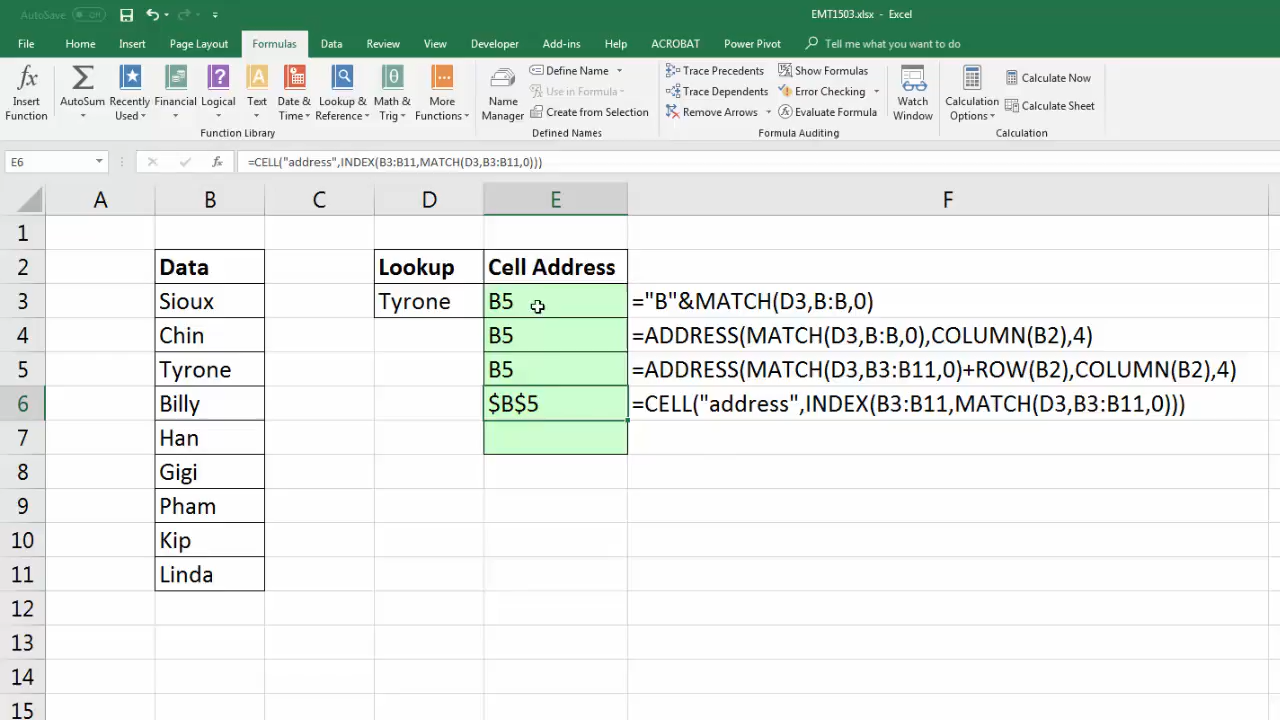 AutoSave Off EMT1503.xlsx - Excel
File Home Insert Page Layout Formulas Data Review View Developer Add-ins Help ACROBAT Power Pivot Tell me what you want to do
Insert Function
AutoSum
Recently Used
Financial
Logical
Text
Date & Time
Lookup & Reference
Math & Trig
More Functions
Function Library
Name Manager
Define Name
Use in Formula
Create from Selection
Defined Names
Trace Precedents
Trace Dependents
Remove Arrows
Show Formulas
Error Checking
Evaluate Formula
Formula Auditing
Watch Window
Calculation Options
Calculate Now
Calculate Sheet
Calculation
E6 fx =CELL("address",INDEX(B3:B11,MATCH(D3,B3:B11,0)))
A B C D E F
1
2 Data Lookup Cell Address
3 Sioux Tyrone B5 ="B"&MATCH(D3,B:B,0)
4 Chin B5 =ADDRESS(MATCH(D3,B:B,0),COLUMN(B2),4)
5 Tyrone B5 =ADDRESS(MATCH(D3,B3:B11,0)+ROW(B2),COLUMN(B2),4)
6 Billy $B$5 =CELL("address",INDEX(B3:B11,MATCH(D3,B3:B11,0)))
7 Han
8 Gigi
9 Pham
10 Kip
11 Linda
12
13
14
15